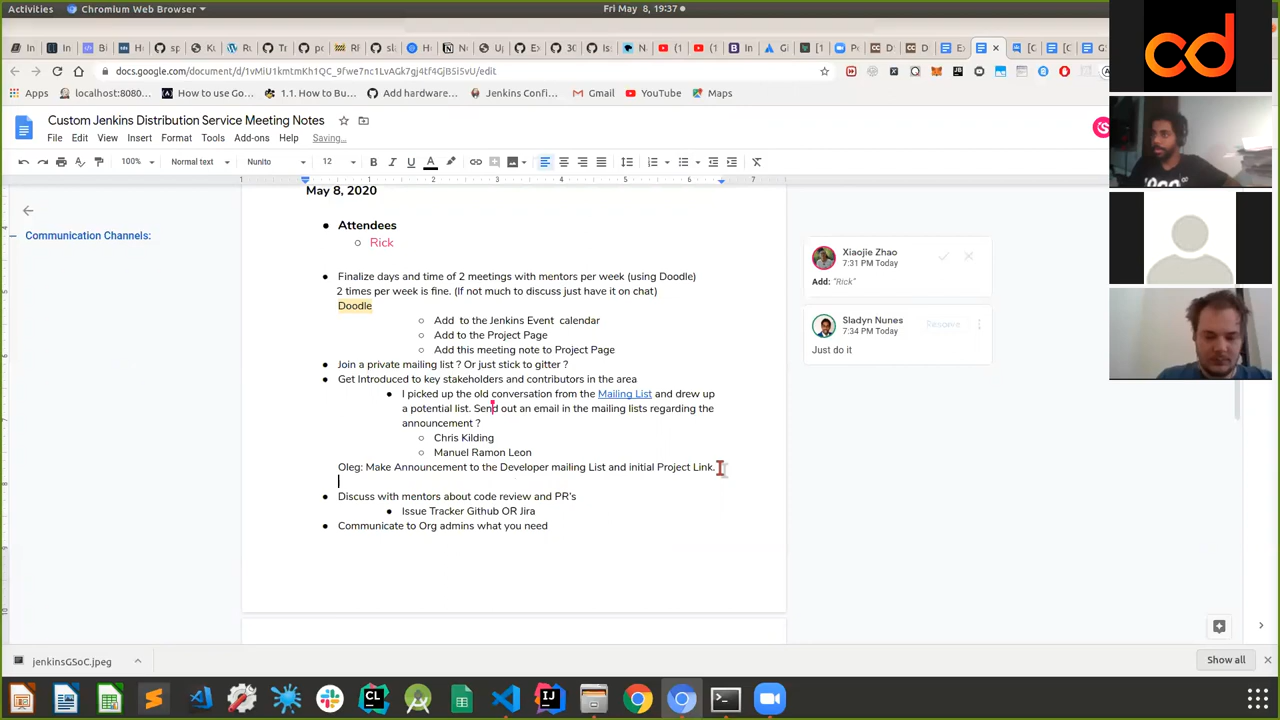 Activities
Chromium Web Browser
Fri May 8, 19:37
docs.google.com/document/d/
/edit
Apps
localhost:8080...
How to use Go...
1.1. How to Bu...
Add hardware...
Jenkins Confi...
Gmail
YouTube
Maps
Custom Jenkins Distribution Service Meeting Notes
File Edit View Insert Format Tools Add-ons Help Saving...
100% Normal text Nunito 12
1 1 2 3 4 5 6 7
May 8, 2020
Communication Channels:
Attendees
Rick
Finalize days and time of 2 meetings with mentors per week (using Doodle)
2 times per week is fine. (If not much to discuss just have it on chat)
Doodle
Add to the Jenkins Event calendar
Add to the Project Page
Add this meeting note to Project Page
Join a private mailing list ? Or just stick to gitter ?
Get Introduced to key stakeholders and contributors in the area
I picked up the old conversation from the Mailing List and drew up
a potential list. Send out an email in the mailing lists regarding the
announcement ?
Chris Kilding
Manuel Ramon Leon
Oleg: Make Announcement to the Developer mailing List and initial Project Link.
Discuss with mentors about code review and PR's
Issue Tracker Github OR Jira
Communicate to Org admins what you need
Xiaojie Zhao
7:31 PM Today
Add: "Rick"
Sladyn Nunes
7:34 PM Today
Resolve
Just do it
cd
jenkinsGSoC.jpeg
Show all